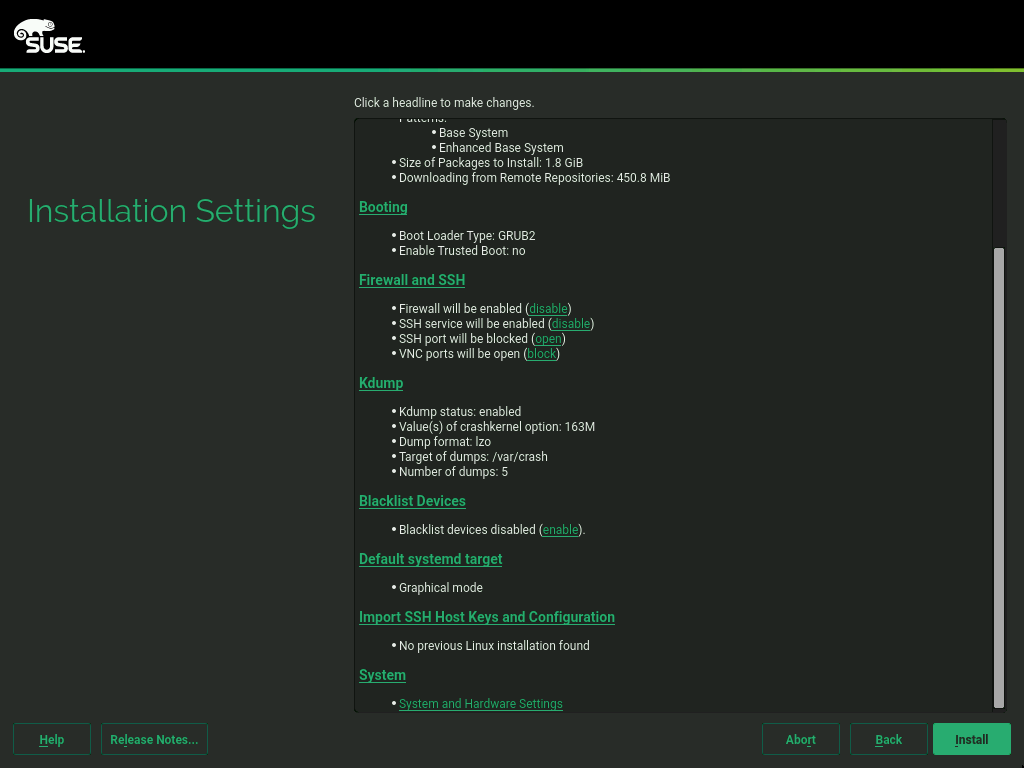 SUSE.
Click a headline to make changes.
Patterns:
• Base System
• Enhanced Base System
• Size of Packages to Install: 1.8 GiB
• Downloading from Remote Repositories: 450.8 MiB
Installation Settings
Booting
• Boot Loader Type: GRUB2
• Enable Trusted Boot: no
Firewall and SSH
• Firewall will be enabled (disable)
• SSH service will be enabled (disable)
• SSH port will be blocked (open)
• VNC ports will be open (block)
Kdump
• Kdump status: enabled
• Value(s) of crashkernel option: 163M
• Dump format: lzo
• Target of dumps: /var/crash
• Number of dumps: 5
Blacklist Devices
• Blacklist devices disabled (enable).
Default systemd target
• Graphical mode
Import SSH Host Keys and Configuration
• No previous Linux installation found
System
• System and Hardware Settings
Help Release Notes... Abort Back Install